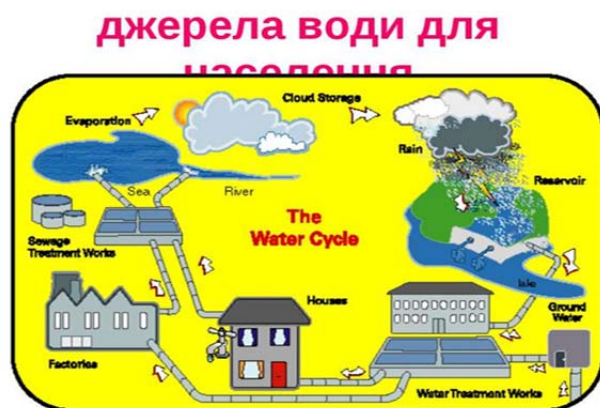 джерела води для
населення
Cloud Storage
Evaporation
Rain
Sea
River
Reservoir
The
Water Cycle
Sewage
Treatment Works
Houses
Ground
Water
Factories
Water Treatment Works